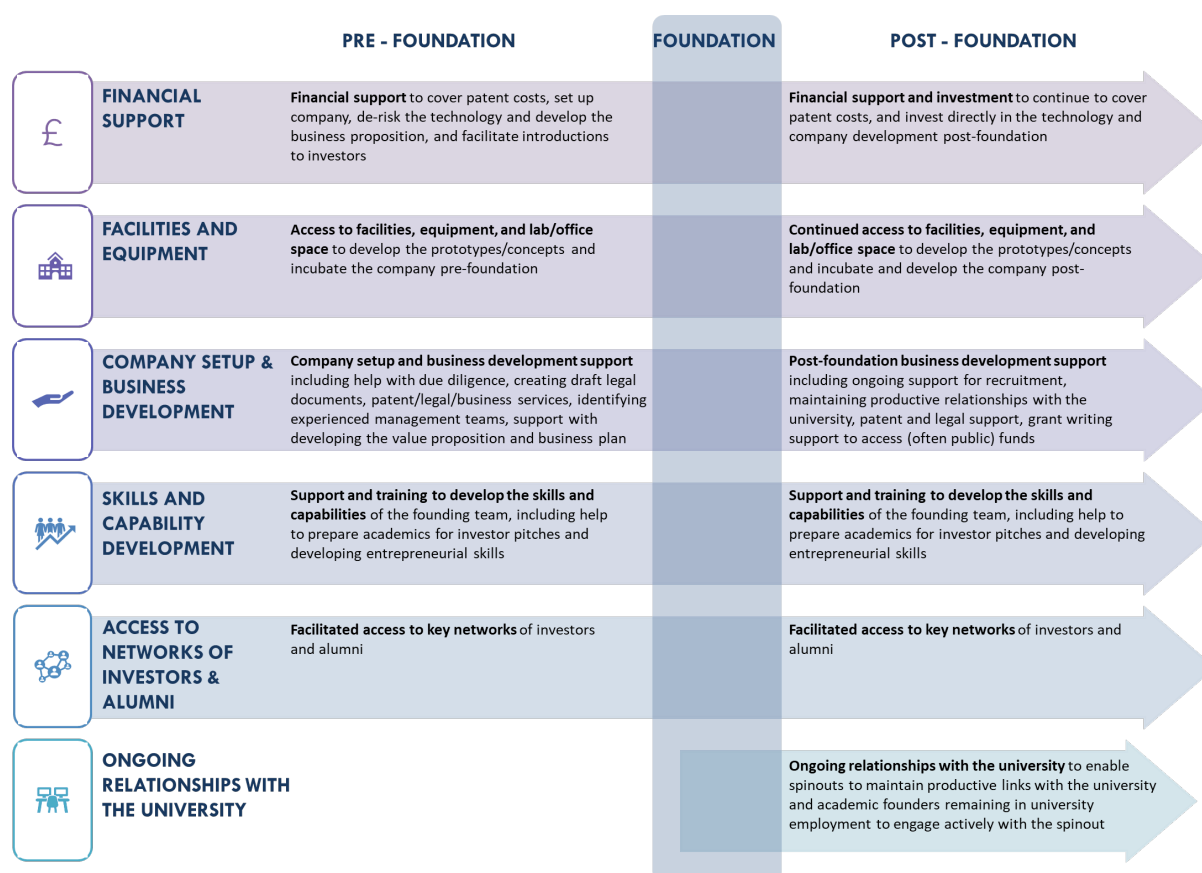 PRE - FOUNDATION
FOUNDATION
POST - FOUNDATION
£
FINANCIAL
SUPPORT
Financial support to cover patent costs, set up
company, de-risk the technology and develop the
business proposition, and facilitate introductions
to investors
Financial support and investment to continue to cover
patent costs, and invest directly in the technology and
company development post-foundation
FACILITIES AND
EQUIPMENT
Access to facilities, equipment, and lab/office
space to develop the prototypes/concepts and
incubate the company pre-foundation
Continued access to facilities, equipment, and
lab/office space to develop the prototypes/concepts
and incubate and develop the company post-
foundation
COMPANY SETUP &
BUSINESS
DEVELOPMENT
Company setup and business development support
including help with due diligence, creating draft legal
documents, patent/legal/business services, identifying
experienced management teams, support with
developing the value proposition and business plan
Post-foundation business development support
including ongoing support for recruitment,
maintaining productive relationships with the
university, patent and legal support, grant writing
support to access (often public) funds
SKILLS AND
CAPABILITY
DEVELOPMENT
Support and training to develop the skills and
capabilities of the founding team, including help
to prepare academics for investor pitches and
developing entrepreneurial skills
Support and training to develop the skills and
capabilities of the founding team, including help to
prepare academics for investor pitches and developing
entrepreneurial skills
ACCESS TO
NETWORKS OF
INVESTORS &
ALUMNI
Facilitated access to key networks of investors
and alumni
Facilitated access to key networks of investors and
alumni
ONGOING
RELATIONSHIPS WITH
THE UNIVERSITY
Ongoing relationships with the university to enable
spinouts to maintain productive links with the university
and academic founders remaining in university
employment to engage actively with the spinout